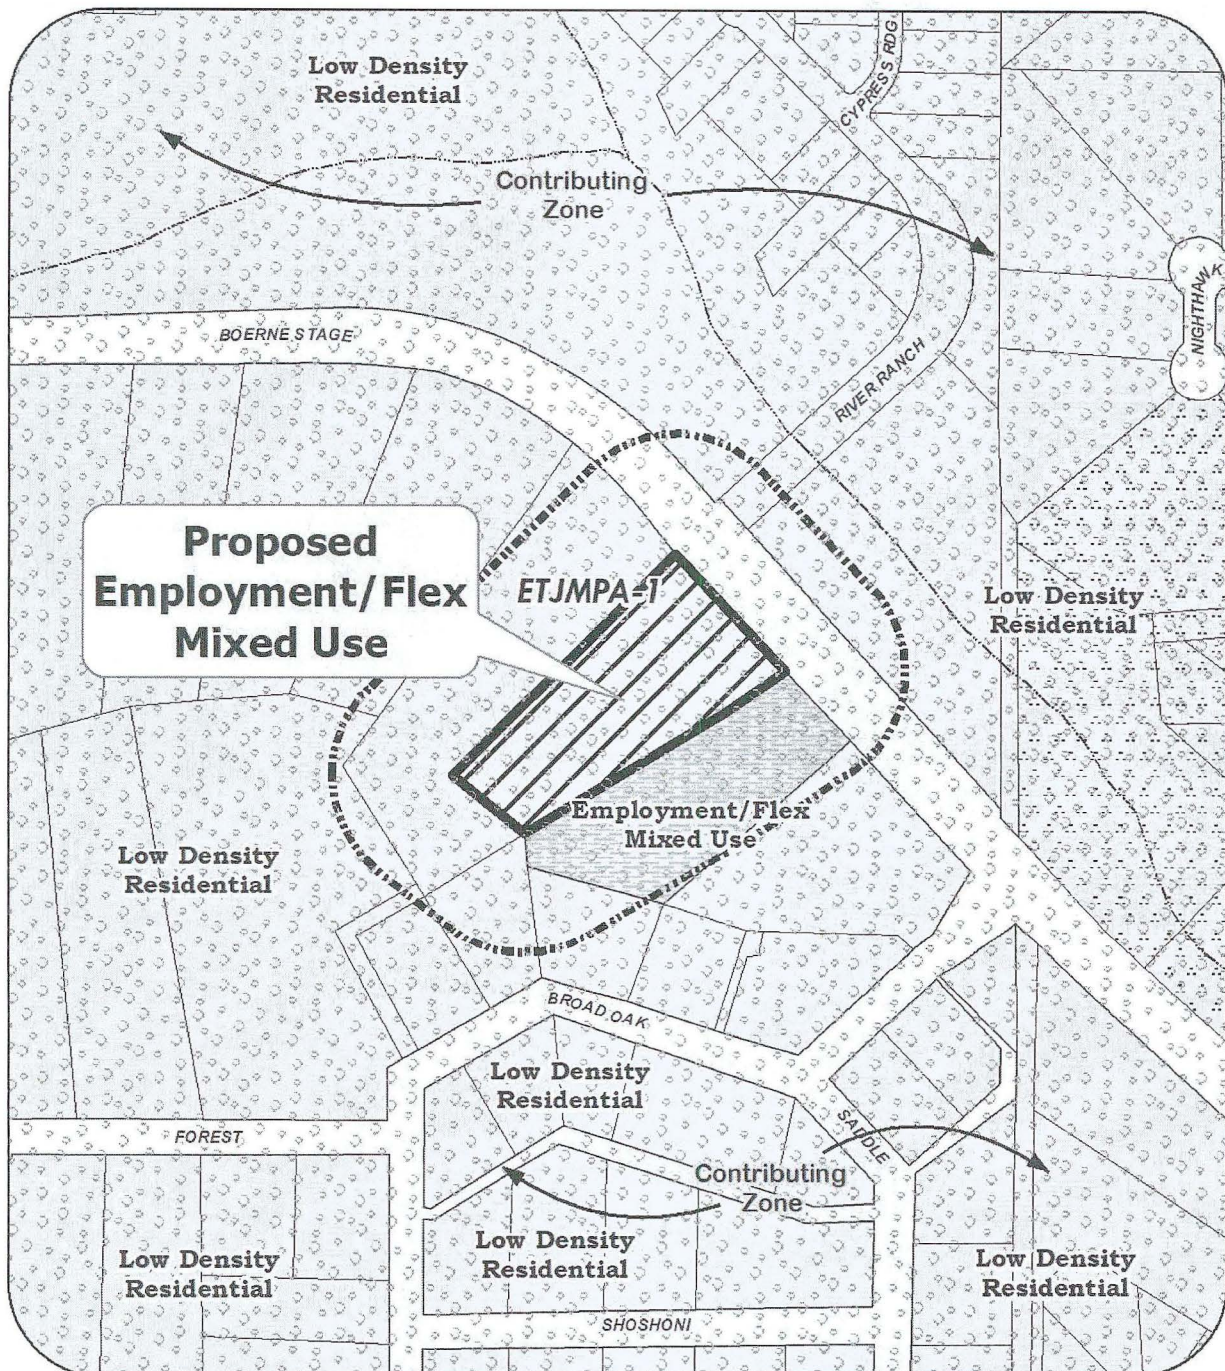 Low Density
Residential
CYPRESS RDG
Contributing
Zone
NIGHTHAWK
BOERNE STAGE
RIVER RANCH
Proposed
Employment/Flex
Mixed Use
ETJMPA-1
Low Density
Residential
Employment/Flex
Mixed Use
Low Density
Residential
BROAD OAK
Low Density
Residential
SADDLE
FOREST
Contributing
Zone
Low Density
Residential
Low Density
Residential
Low Density
Residential
SHOSHONI